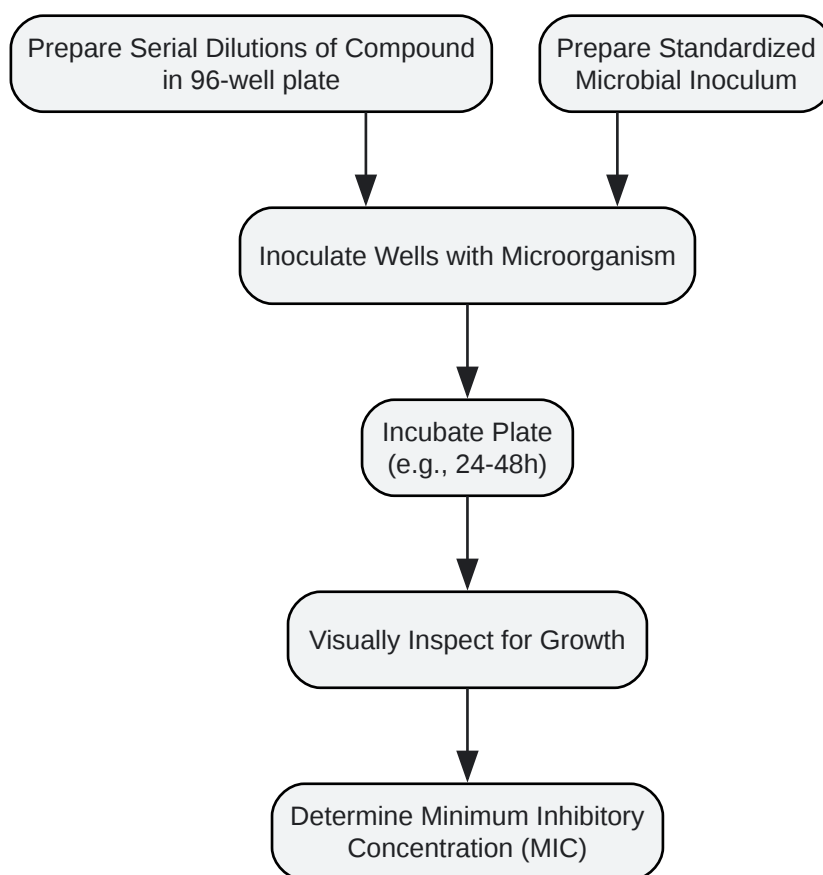 Prepare Serial Dilutions of Compound
in 96-well plate
Prepare Standardized
Microbial Inoculum
Inoculate Wells with Microorganism
Incubate Plate
(e.g., 24-48h)
Visually Inspect for Growth
Determine Minimum Inhibitory
Concentration (MIC)